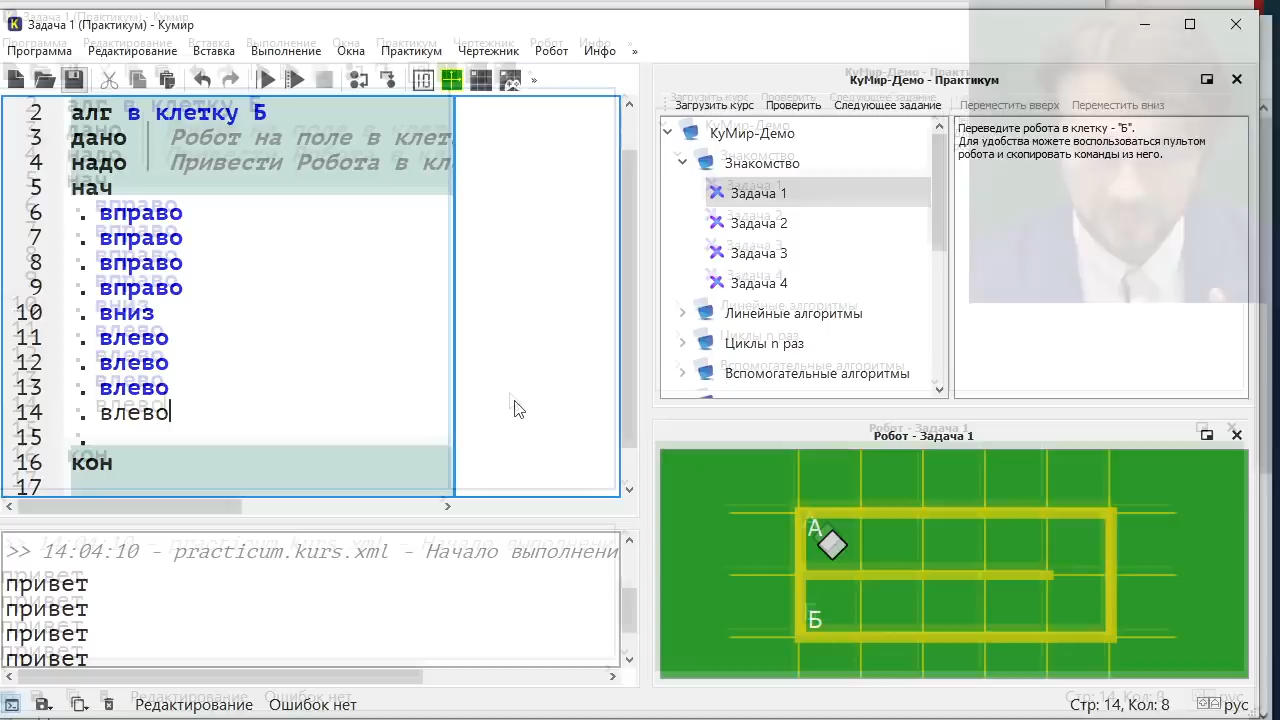 Задача 1 (Практикум) - Кумир
Программа Редактирование Вставка Выполнение Окна Практикум Чертежник Робот Инфо »
КуМир-Демо - Практикум
Загрузить курс Проверить Следующее задание Переместить вверх Переместить вниз
2 алг в клетку Б
3 дано Робот на поле в клет
4 надо Привести Робота в кл
5 нач
6 . вправо
7 . вправо
8 . вправо
9 . вправо
10 . вниз
11 . влево
12 . влево
13 . влево
14 . влево
15 .
16 кон
17
КуМир-Демо
Знакомство
Задача 1
Задача 2
Задача 3
Задача 4
Линейные алгоритмы
Циклы n раз
Вспомогательные алгоритмы
Переведите робота в клетку - "Б".
Для удобства можете воспользоваться пультом
робота и скопировать команды из него.
Робот - Задача 1
А
Б
>> 14:04:10 - practicum.kurs.xml - Начало выполнени
привет
привет
привет
привет
Редактирование Ошибок нет Стр: 14, Кол: 8 рус